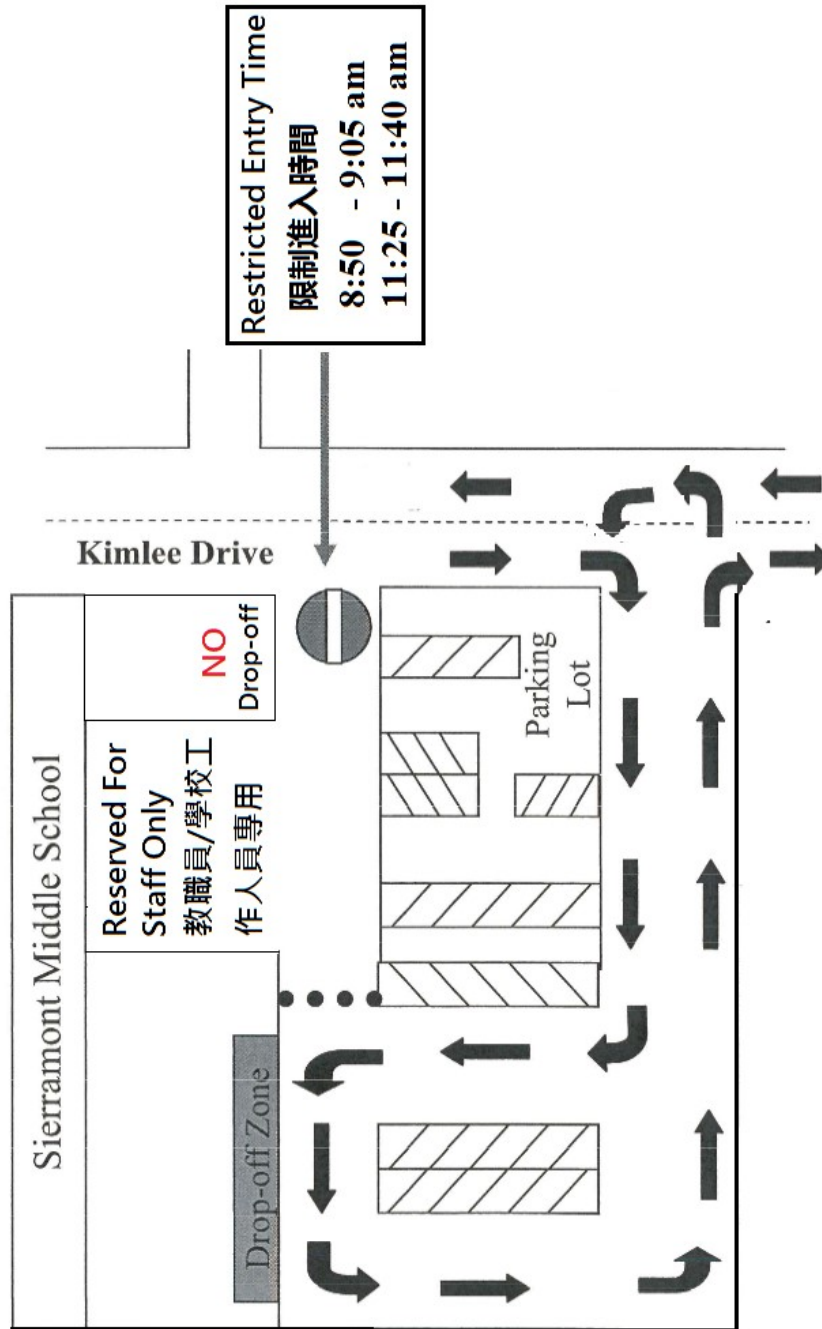 Sierramont Middle School
Reserved For
Staff Only
教職員/學校工
作人員專用
NO
Drop-off
Drop-off Zone
Kimlee Drive
Parking
Lot
Restricted Entry Time
限制進入時間
8:50 - 9:05 am
11:25 - 11:40 am